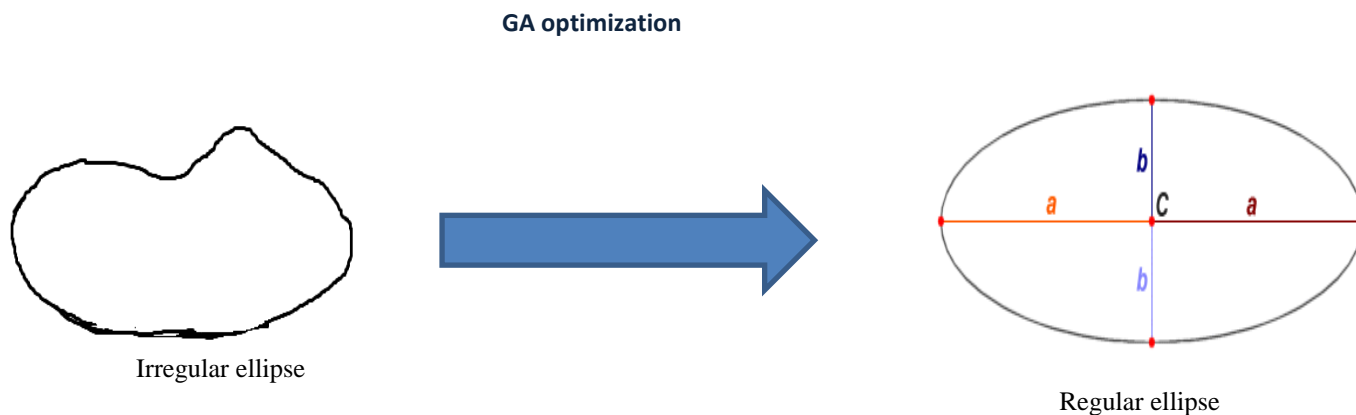 GA optimization
b
a C a
b
Irregular ellipse
Regular ellipse